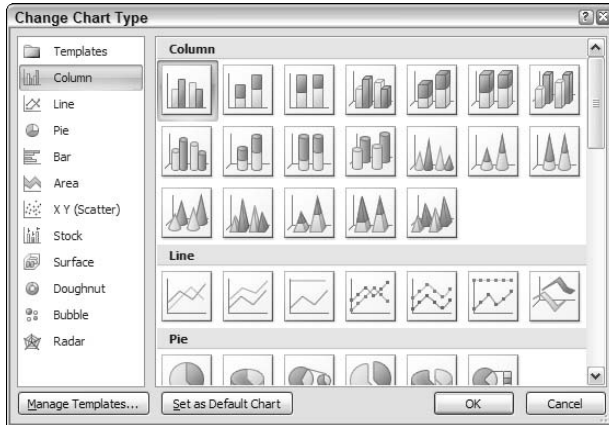 Change Chart Type
Templates
Column
Line
Pie
Bar
Area
X Y (Scatter)
Stock
Surface
Doughnut
Bubble
Radar
Column
Line
Pie
Manage Templates...
Set as Default Chart
OK
Cancel